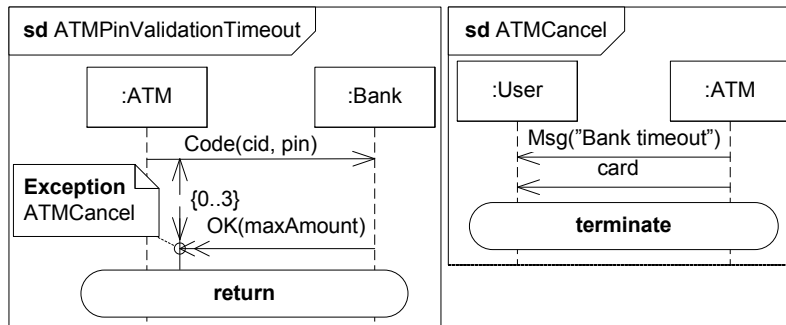 sd ATMPinValidationTimeout
:ATM
:Bank
Code(cid, pin)
Exception
ATMCancel
{0..3}
OK(maxAmount)
return
sd ATMCancel
:User
:ATM
Msg("Bank timeout")
card
terminate